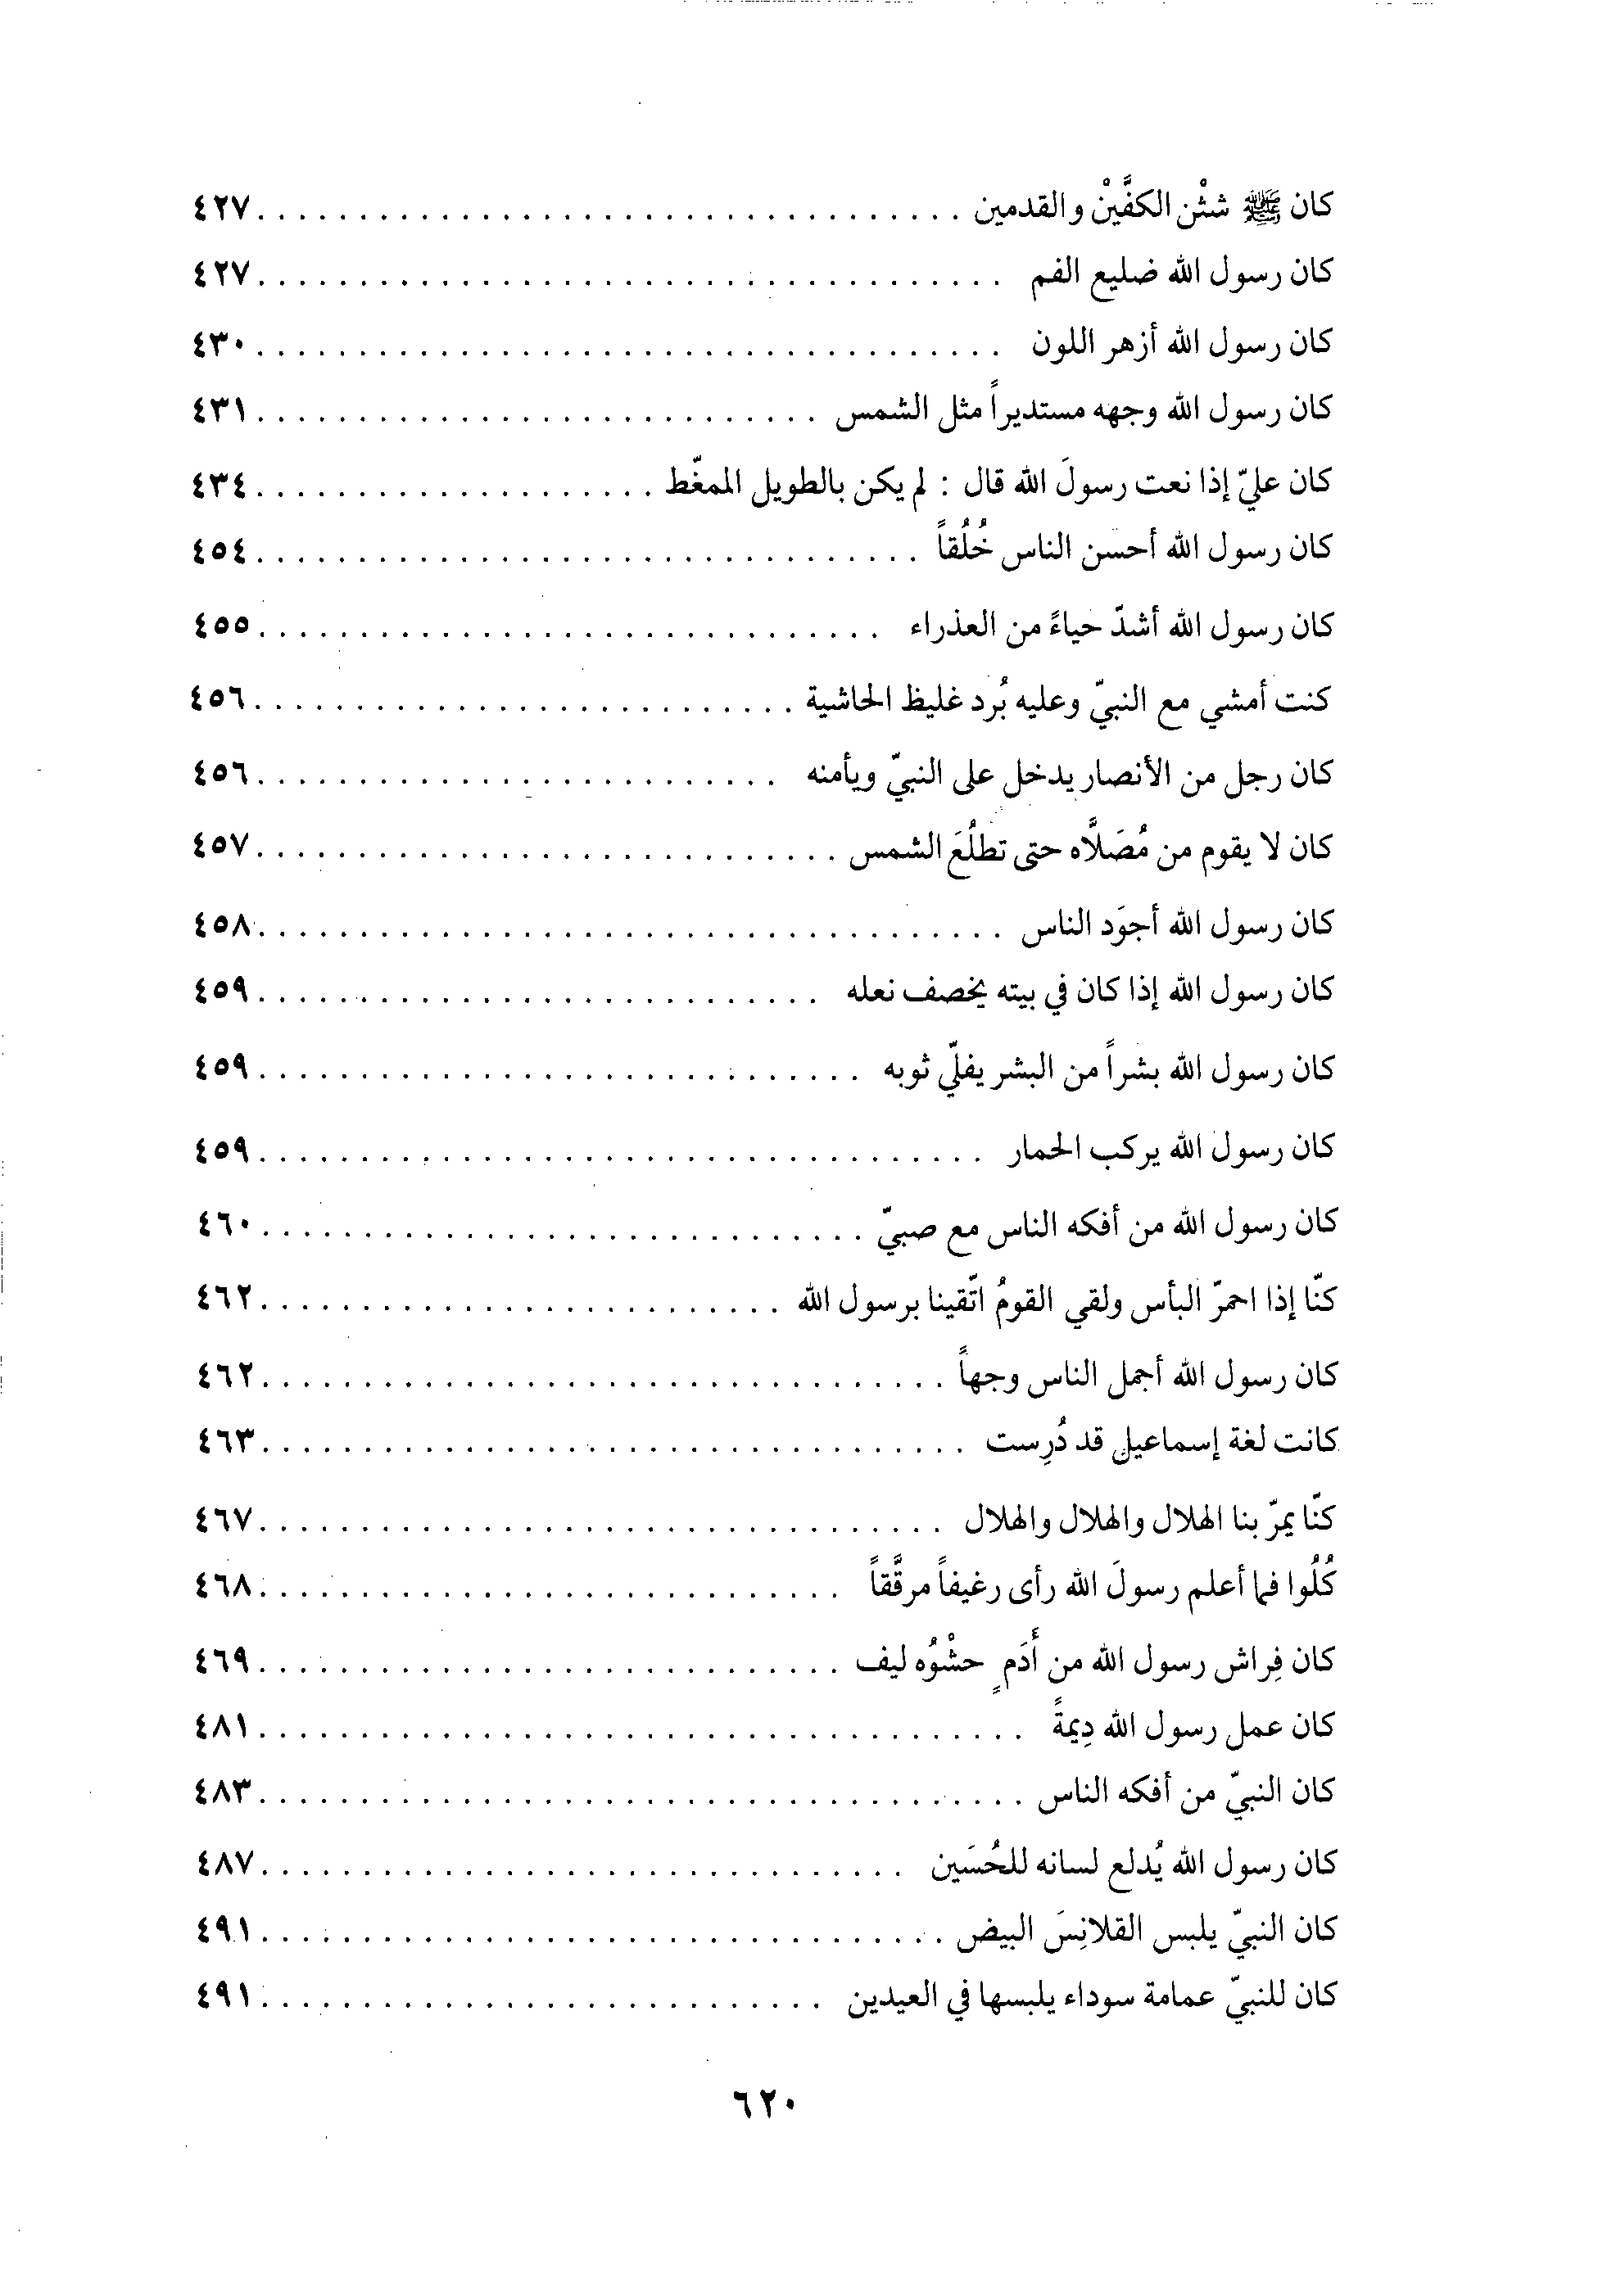 كان ﷺ شثْن الكفَّيْن والقدمين . . . . . . . . . . ٤٢٧
كان رسول الله ضليع الفم . . . . . . . . . . ٤٢٧
كان رسول الله أزهر اللون . . . . . . . . . . ٤٣٠
كان رسول الله وجهه مستديراً مثل الشمس . . . . . . . . . . ٤٣١
كان عليّ إذا نعت رسولَ الله قال : لم يكن بالطويل الممغّط . . . . . . . . . . ٤٣٤
كان رسول الله أحسن الناس خُلُقاً . . . . . . . . . . ٤٥٤
كان رسول الله أشدّ حياءً من العذراء . . . . . . . . . . ٤٥٥
كنت أمشي مع النبيّ وعليه بُرد غليظ الحاشية . . . . . . . . . . ٤٥٦
كان رجل من الأنصار يدخل على النبيّ ويأمنه . . . . . . . . . . ٤٥٦
كان لا يقوم من مُصَلَّاه حتى تطلُعَ الشمس . . . . . . . . . . ٤٥٧
كان رسول الله أجوَد الناس . . . . . . . . . . ٤٥٨
كان رسول الله إذا كان في بيته يخصف نعله . . . . . . . . . . ٤٥٩
كان رسول الله بشراً من البشر يفلّي ثوبه . . . . . . . . . . ٤٥٩
كان رسول الله يركب الحمار . . . . . . . . . . ٤٥٩
كان رسول الله من أفكه الناس مع صبيّ . . . . . . . . . . ٤٦٠
كنّا إذا احمرّ البأس ولقي القومُ اتّقينا برسول الله . . . . . . . . . . ٤٦٢
كان رسول الله أجمل الناس وجهاً . . . . . . . . . . ٤٦٢
كانت لغة إسماعيل قد دُرِست . . . . . . . . . . ٤٦٣
كنّا يمرّ بنا الهلال والهلال والهلال . . . . . . . . . . ٤٦٧
كُلُوا فما أعلم رسولَ الله رأى رغيفاً مرقَّقاً . . . . . . . . . . ٤٦٨
كان فِراش رسول الله من أَدَمٍ حشْوُه ليف . . . . . . . . . . ٤٦٩
كان عمل رسول الله دِيمةً . . . . . . . . . . ٤٨١
كان النبيّ من أفكه الناس . . . . . . . . . . ٤٨٣
كان رسول الله يُدلع لسانه للحُسَين . . . . . . . . . . ٤٨٧
كان النبيّ يلبس القلانِسَ البيض . . . . . . . . . . ٤٩١
كان للنبيّ عمامة سوداء يلبسها في العيدين . . . . . . . . . . ٤٩١
٦٢٠